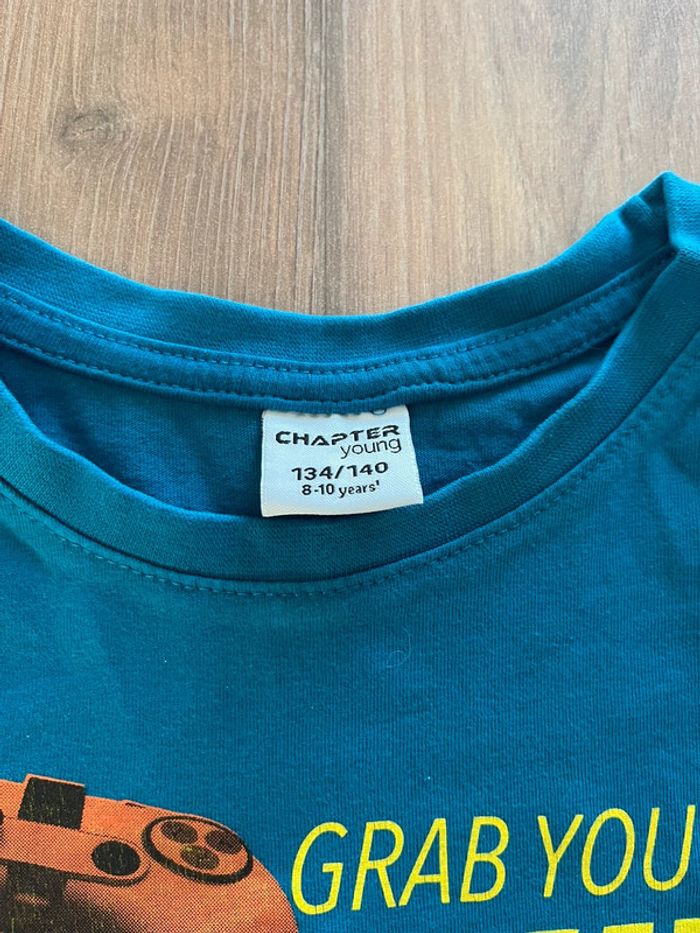 CHAPTER
young
134/140
8-10 years'
GRAB YOU